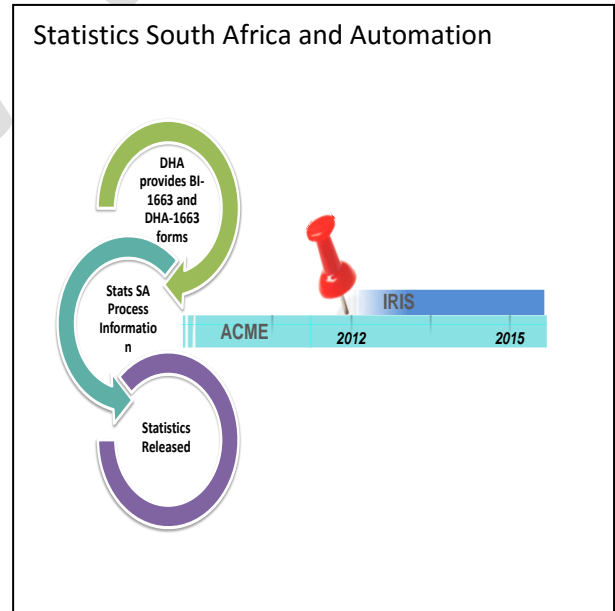 Statistics South Africa and Automation
DHA
provides BI-
1663 and
DHA-1663
forms
Stats SA
Process
Informatio
n
Statistics
Released
IRIS
ACME
2012
2015